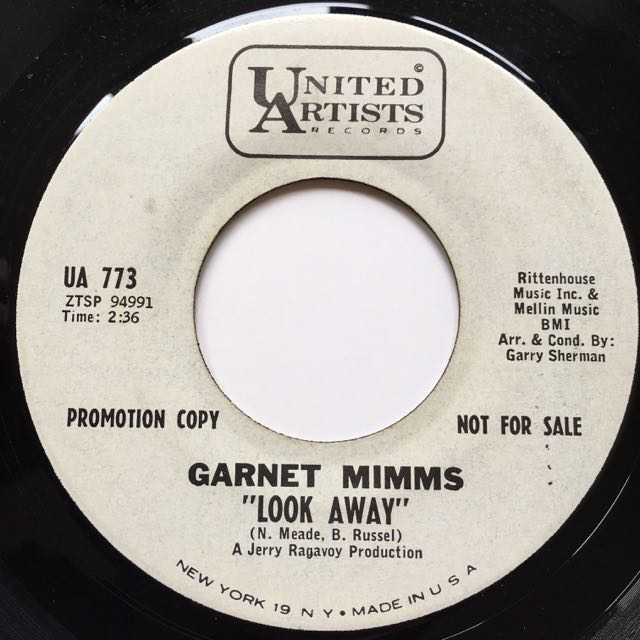 ©
UNITED
ARTISTS
RECORDS
UA 773
ZTSP 94991
Time: 2:36
Rittenhouse
Music Inc. &
Mellin Music
BMI
Arr. & Cond. By:
Garry Sherman
PROMOTION COPY
NOT FOR SALE
GARNET MIMMS
"LOOK AWAY"
(N. Meade, B. Russel)
A Jerry Ragavoy Production
NEW YORK 19 N Y • MADE IN U S A